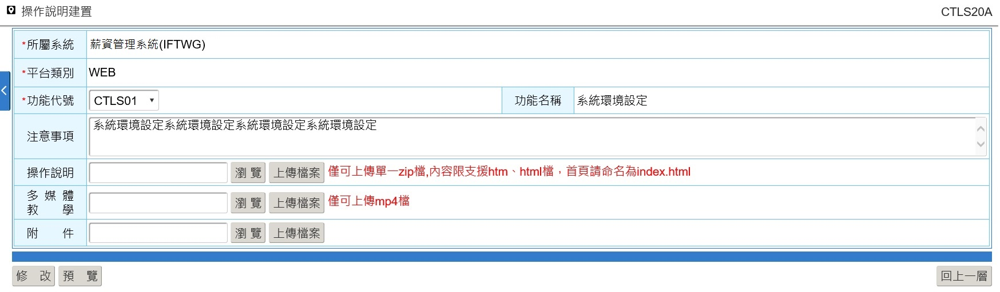 操作說明建置 CTLS20A
*所屬系統 薪資管理系統(IFTWG)
*平台類別 WEB
*功能代號 CTLS01 功能名稱 系統環境設定
注意事項 系統環境設定系統環境設定系統環境設定系統環境設定
操作說明 瀏 覽 上傳檔案 僅可上傳單一zip檔,內容限支援htm、html檔，首頁請命名為index.html
多 媒 體
教 學 瀏 覽 上傳檔案 僅可上傳mp4檔
附 件 瀏 覽 上傳檔案
修 改 預 覽 回上一層